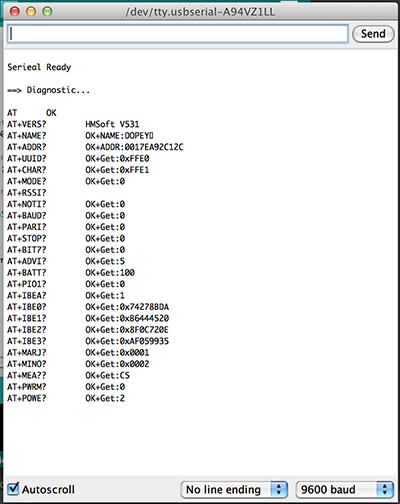 /dev/tty.usbserial-A94VZ1LL
Send
Serieal Ready
==> Diagnostic...
AT OK
AT+VERS? HMSoft V531
AT+NAME? OK+NAME:DOPEY▯
AT+ADDR? OK+ADDR:0017EA92C12C
AT+UUID? OK+Get:0xFFE0
AT+CHAR? OK+Get:0xFFE1
AT+MODE? OK+Get:0
AT+RSSI?
AT+NOTI? OK+Get:0
AT+BAUD? OK+Get:0
AT+PARI? OK+Get:0
AT+STOP? OK+Get:0
AT+BIT7? OK+Get:0
AT+ADVI? OK+Get:5
AT+BATT? OK+Get:100
AT+PIO1? OK+Get:0
AT+IBEA? OK+Get:1
AT+IBE0? OK+Get:0x74278BDA
AT+IBE1? OK+Get:0xB6444520
AT+IBE2? OK+Get:0x8F0C720E
AT+IBE3? OK+Get:0xAF059935
AT+MARJ? OK+Get:0x0001
AT+MINO? OK+Get:0x0002
AT+MEA?? OK+Get:C5
AT+PWRM? OK+Get:0
AT+POWE? OK+Get:2
Autoscroll
No line ending
9600 baud